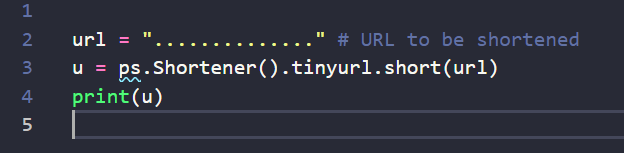 1
2 url = ".............." # URL to be shortened
3 u = ps.Shortener().tinyurl.short(url)
4 print(u)
5